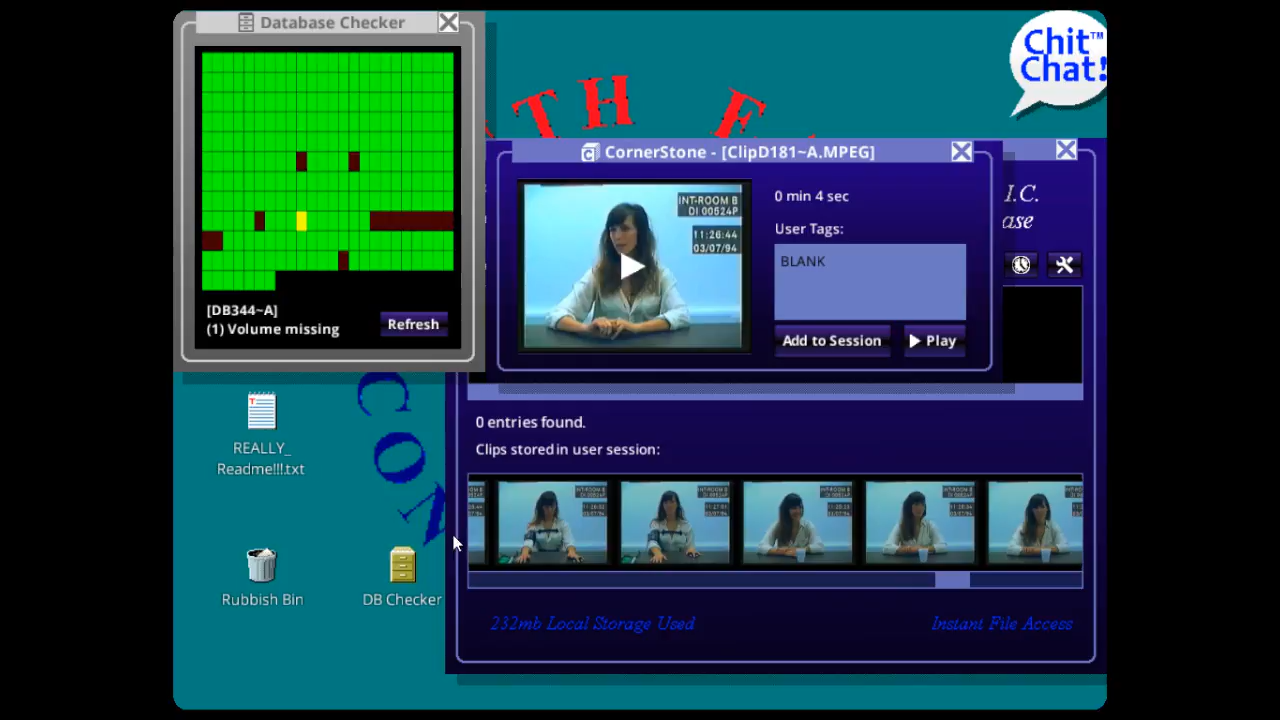 Database Checker
[DB344~A]
(1) Volume missing
Refresh
Chit™
Chat!
T H E
CornerStone - [ClipD181~A.MPEG]
INT-ROOM B
DI 00524P
11:26:44
03/07/94
0 min 4 sec
User Tags:
BLANK
Add to Session
Play
I.C.
ase
0 entries found.
Clips stored in user session:
C O N
REALLY_
Readme!!!.txt
Rubbish Bin
DB Checker
232mb Local Storage Used
Instant File Access